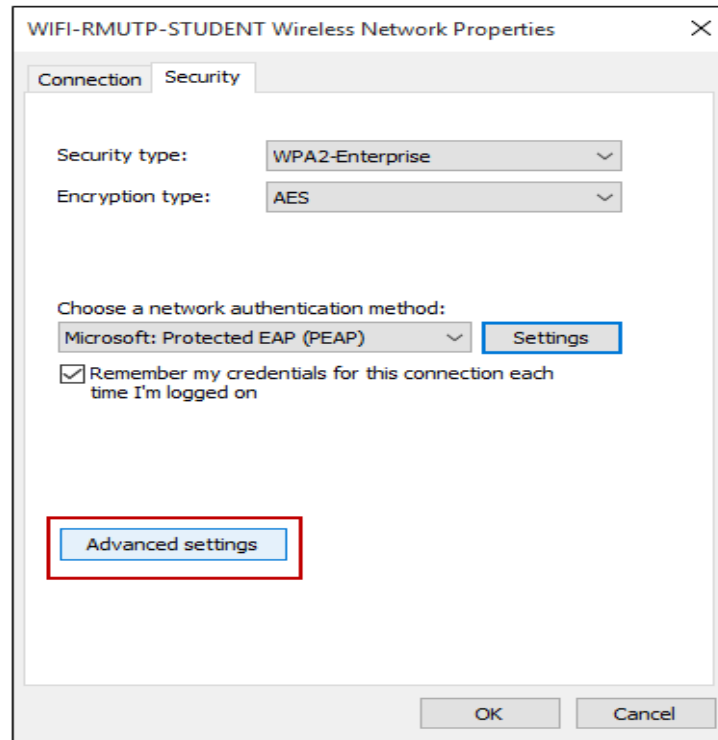 WIFI-RMUTP-STUDENT Wireless Network Properties
Connection Security
Security type: WPA2-Enterprise
Encryption type: AES
Choose a network authentication method:
Microsoft: Protected EAP (PEAP) Settings
Remember my credentials for this connection each
time I'm logged on
Advanced settings
OK Cancel